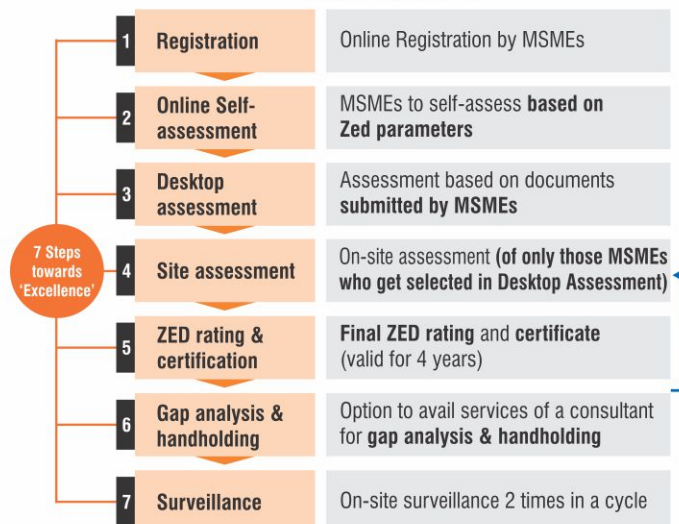 7 Steps
towards
'Excellence'
1 Registration
Online Registration by MSMEs
2 Online Self-
assessment
MSMEs to self-assess based on
Zed parameters
3 Desktop
assessment
Assessment based on documents
submitted by MSMEs
4 Site assessment
On-site assessment (of only those MSMEs
who get selected in Desktop Assessment)
5 ZED rating &
certification
Final ZED rating and certificate
(valid for 4 years)
6 Gap analysis &
handholding
Option to avail services of a consultant
for gap analysis & handholding
7 Surveillance
On-site surveillance 2 times in a cycle